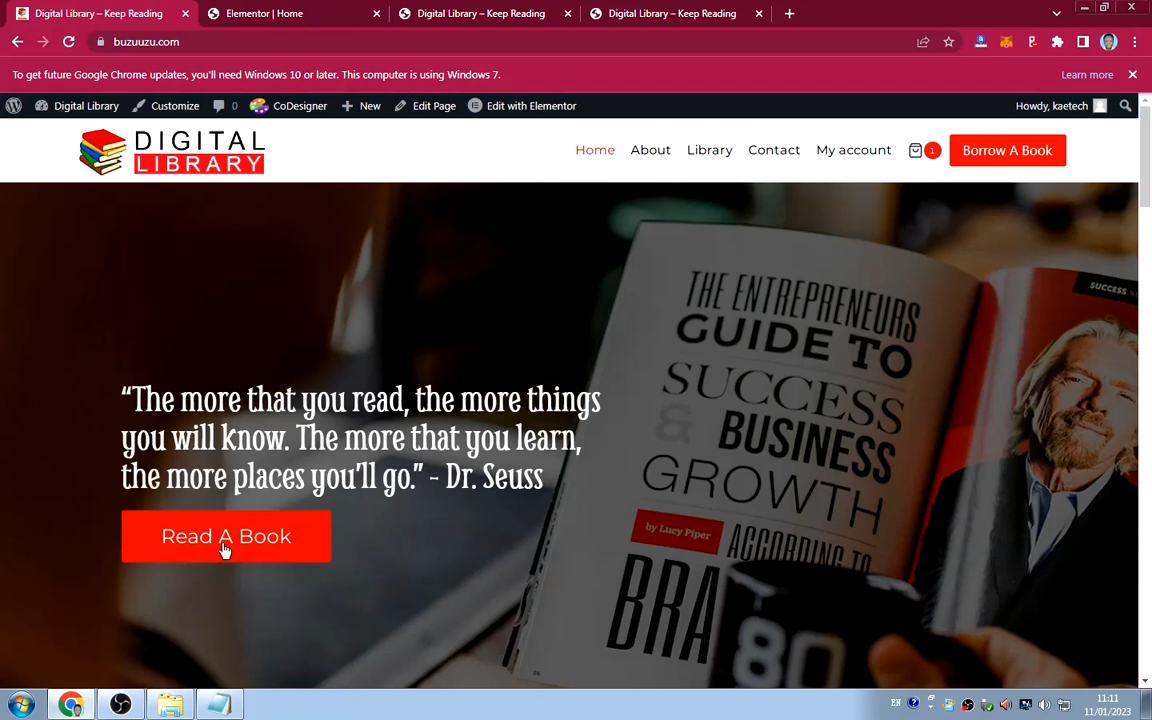 Digital Library – Keep Reading
Elementor | Home
Digital Library – Keep Reading
Digital Library – Keep Reading
buzuuzu.com
To get future Google Chrome updates, you'll need Windows 10 or later. This computer is using Windows 7.
Learn more
Digital Library
Customize
0
CoDesigner
New
Edit Page
Edit with Elementor
Howdy, kaetech
DIGITAL
LIBRARY
Home
About
Library
Contact
My account
1
Borrow A Book
THE ENTREPRENEURS
GUIDE TO
SUCCESS
& BUSINESS
GROWTH
by Lucy Piper
ACCORDING TO
BRA
SUCCESS
80
“The more that you read, the more things
you will know. The more that you learn,
the more places you’ll go.” - Dr. Seuss
Read A Book
EN
11:11
11/01/2023